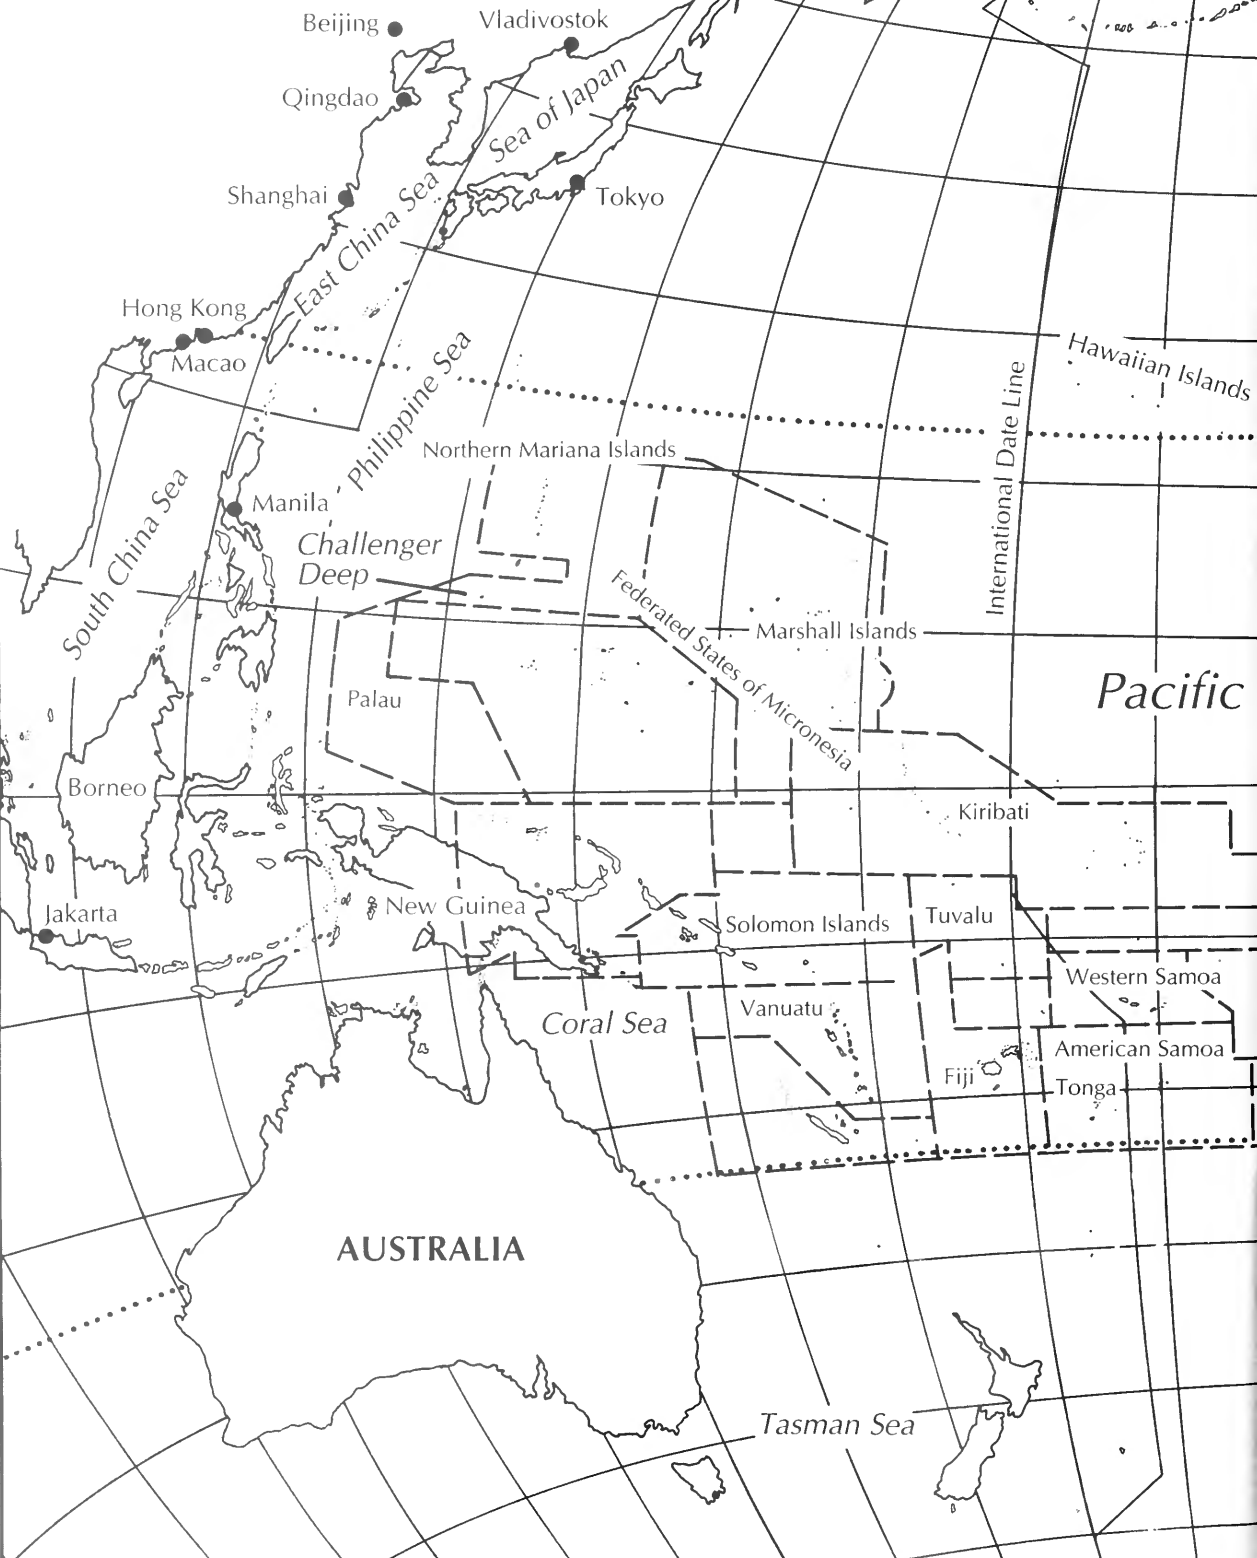 Beijing
Vladivostok
Qingdao
Sea of Japan
Shanghai
Tokyo
East China Sea
Hong Kong
Macao
Hawaiian Islands
Philippine Sea
International Date Line
Northern Mariana Islands
South China Sea
Manila
Challenger
Deep
Federated States of Micronesia
Marshall Islands
Pacific
Palau
Borneo
Kiribati
Jakarta
New Guinea
Solomon Islands
Tuvalu
Western Samoa
Vanuatu
Coral Sea
American Samoa
Fiji
Tonga
AUSTRALIA
Tasman Sea